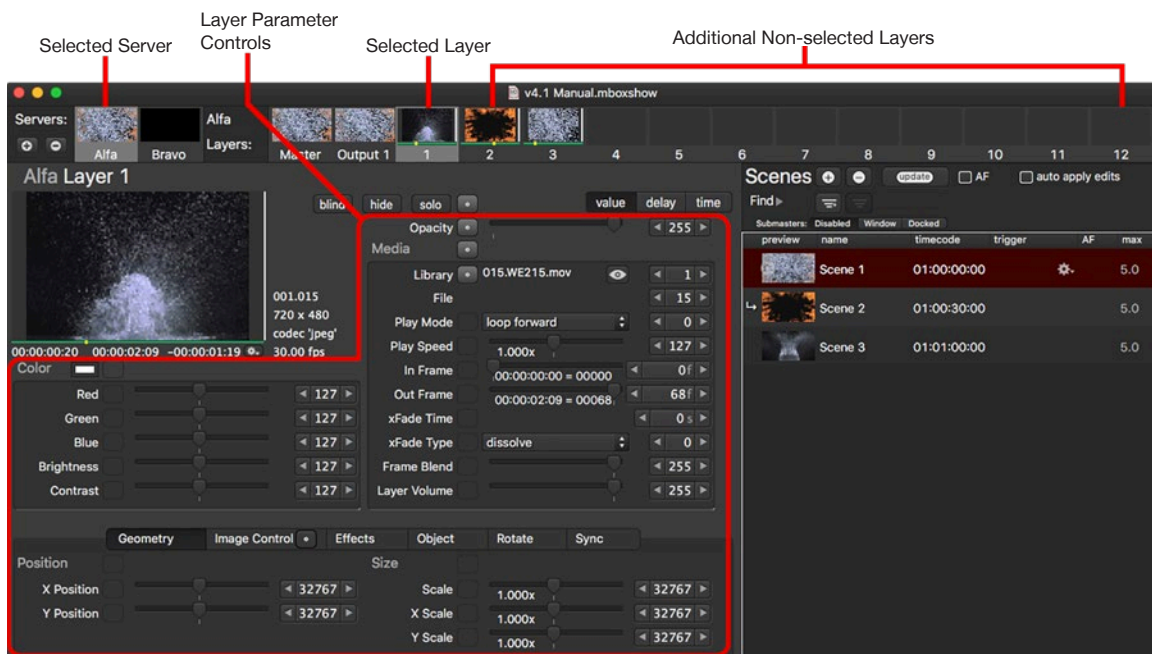 Layer Parameter
Controls
Selected Server
Selected Layer
Additional Non-selected Layers
v4.1 Manual.mboxshow
Servers:
Alfa
Layers:
Alfa Bravo Master Output 1 1 2 3 4 5 6 7 8 9 10 11 12
Alfa Layer 1
blind hide solo value delay time
Opacity 255
Media
Library 015.WE215.mov 1
File 15
Play Mode loop forward 0
Play Speed 1.000x 127
In Frame 00:00:00:00 = 00000 0f
Out Frame 00:00:02:09 = 00068 68f
xFade Time 0 s
xFade Type dissolve 0
Frame Blend 255
Layer Volume 255
001.015
720 x 480
codec 'jpeg'
30.00 fps
00:00:00:20 00:00:02:09 -00:00:01:19
Color
Red 127
Green 127
Blue 127
Brightness 127
Contrast 127
Geometry Image Control Effects Object Rotate Sync
Position
X Position 32767
Y Position 32767
Size
Scale 1.000x 32767
X Scale 1.000x 32767
Y Scale 1.000x 32767
Scenes update AF auto apply edits
Find
Submasters: Disabled Window Docked
preview name timecode trigger AF max
Scene 1 01:00:00:00 5.0
Scene 2 01:00:30:00 5.0
Scene 3 01:01:00:00 5.0